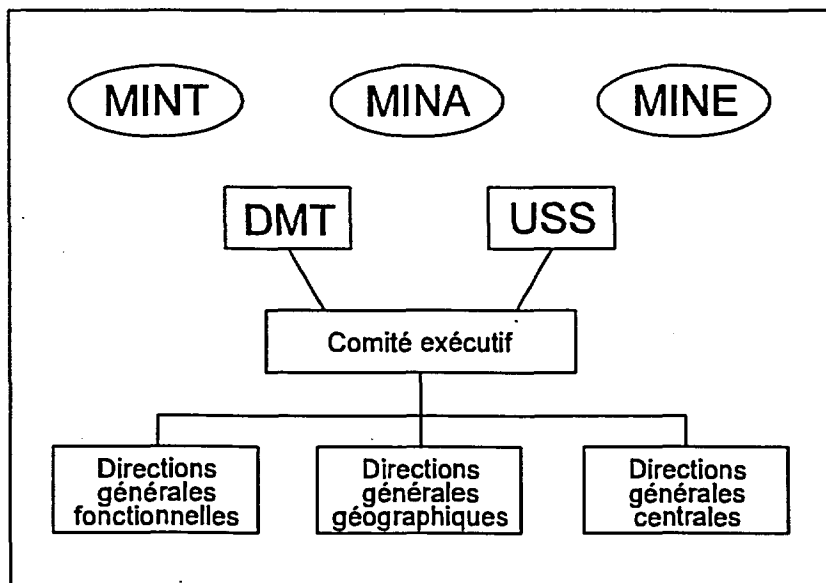 MINT
MINA
MINE
DMT
USS
Comité exécutif
Directions
générales
fonctionnelles
Directions
générales
géographiques
Directions
générales
centrales